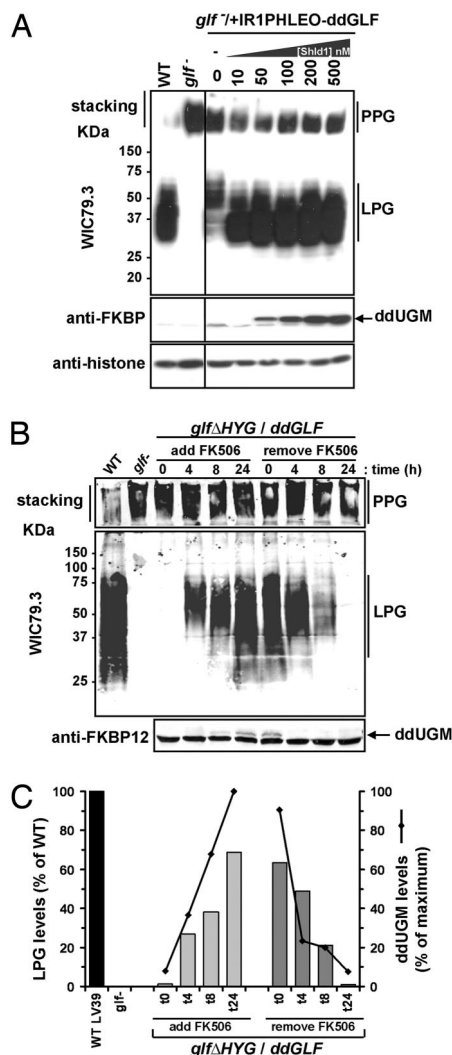 A
glf -/+IR1PHLEO-ddGLF
[Shld1] nM
WT glf - - 0 10 50 100 200 500
stacking
PPG
KDa
150
75
50
37
25
20
WIC79.3
LPG
anti-FKBP
ddUGM
anti-histone
B
glfΔHYG / ddGLF
add FK506 remove FK506
WT glf- 0 4 8 24 0 4 8 24 : time (h)
stacking
PPG
KDa
150
100
75
50
37
25
WIC79.3
LPG
anti-FKBP12
ddUGM
C
LPG levels (% of WT)
100
80
60
40
20
0
100
90
80
70
60
50
40
30
20
10
0
ddUGM levels
(% of maximum)
WT LV39 glf- t0 t4 t8 t24 t0 t4 t8 t24
add FK506 remove FK506
glfΔHYG / ddGLF